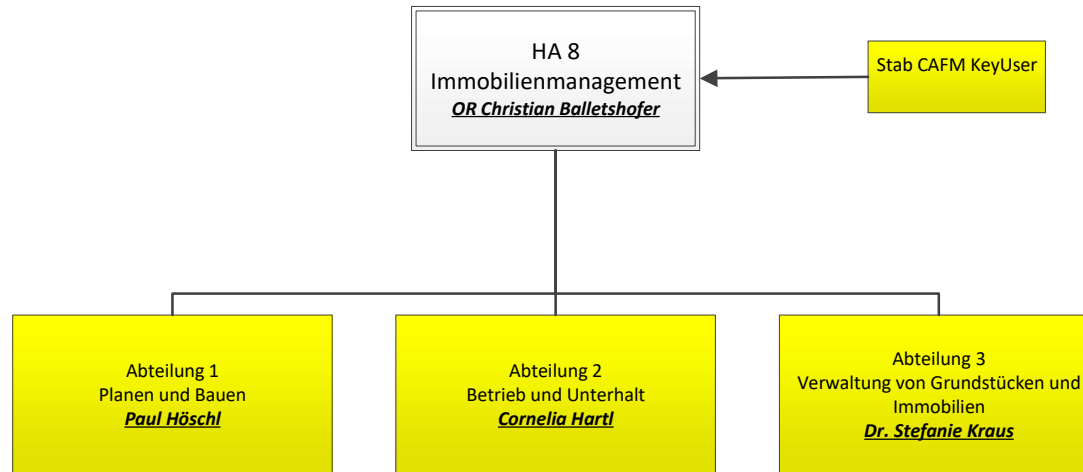 HA 8
Immobilienmanagement
OR Christian Balletshofer
Stab CAFM KeyUser
Abteilung 1
Planen und Bauen
Paul Höschl
Abteilung 2
Betrieb und Unterhalt
Cornelia Hartl
Abteilung 3
Verwaltung von Grundstücken und
Immobilien
Dr. Stefanie Kraus